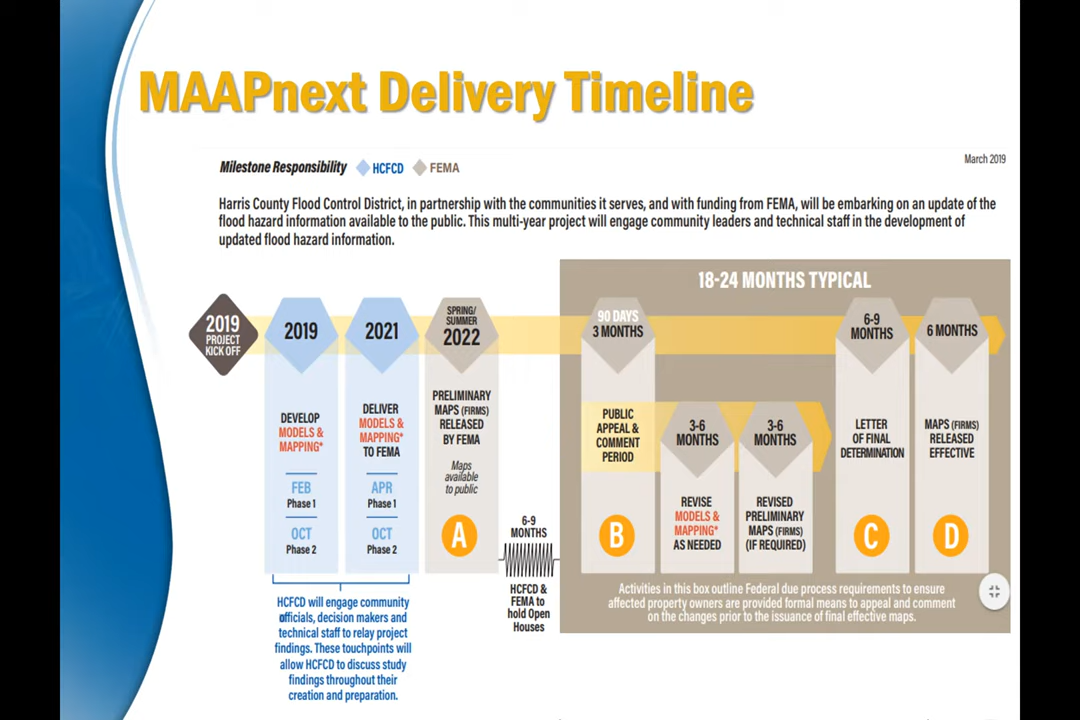 MAAPnext Delivery Timeline
March 2019
Milestone Responsibility HCFCD FEMA
Harris County Flood Control District, in partnership with the communities it serves, and with funding from FEMA, will be embarking on an update of the
flood hazard information available to the public. This multi-year project will engage community leaders and technical staff in the development of
updated flood hazard information.
18-24 MONTHS TYPICAL
2019
PROJECT
KICK OFF
2019
DEVELOP
MODELS &
MAPPING*
FEB
Phase 1
OCT
Phase 2
2021
DELIVER
MODELS &
MAPPING*
TO FEMA
APR
Phase 1
OCT
Phase 2
HCFCD will engage community
officials, decision makers and
technical staff to relay project
findings. These touchpoints will
allow HCFCD to discuss study
findings throughout their
creation and preparation.
SPRING/
SUMMER
2022
PRELIMINARY
MAPS (FIRMS)
RELEASED
BY FEMA
Maps
available
to public
A
6-9
MONTHS
HCFCD &
FEMA to
hold Open
Houses
90 DAYS
3 MONTHS
PUBLIC
APPEAL &
COMMENT
PERIOD
B
3-6
MONTHS
REVISE
MODELS &
MAPPING*
AS NEEDED
3-6
MONTHS
REVISED
PRELIMINARY
MAPS (FIRMS)
(IF REQUIRED)
6-9
MONTHS
LETTER
OF FINAL
DETERMINATION
C
6 MONTHS
MAPS (FIRMS)
RELEASED
EFFECTIVE
D
Activities in this box outline Federal due process requirements to ensure
affected property owners are provided formal means to appeal and comment
on the changes prior to the issuance of final effective maps.